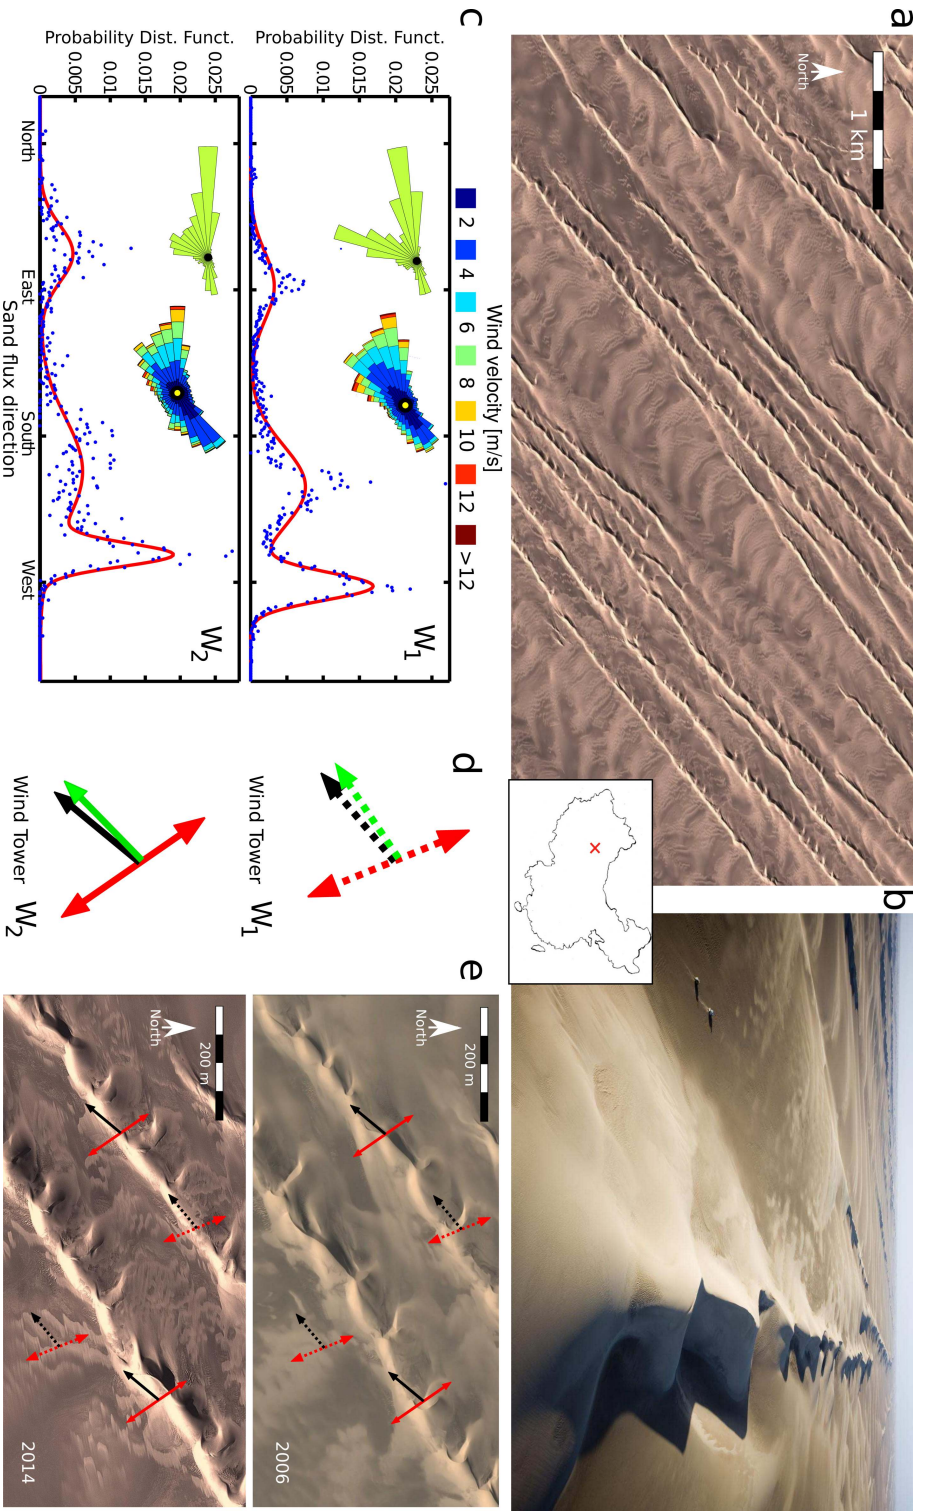 a
1 km
North
b
c
Wind velocity [m/s]
2 4 6 8 10 12 >12
Probability Dist. Funct.
0 0.005 0.01 0.015 0.02 0.025
W1
Probability Dist. Funct.
0 0.005 0.01 0.015 0.02 0.025
W2
North East South West
Sand flux direction
d
Wind Tower W1
Wind Tower W2
e
200 m
North
2006
200 m
North
2014